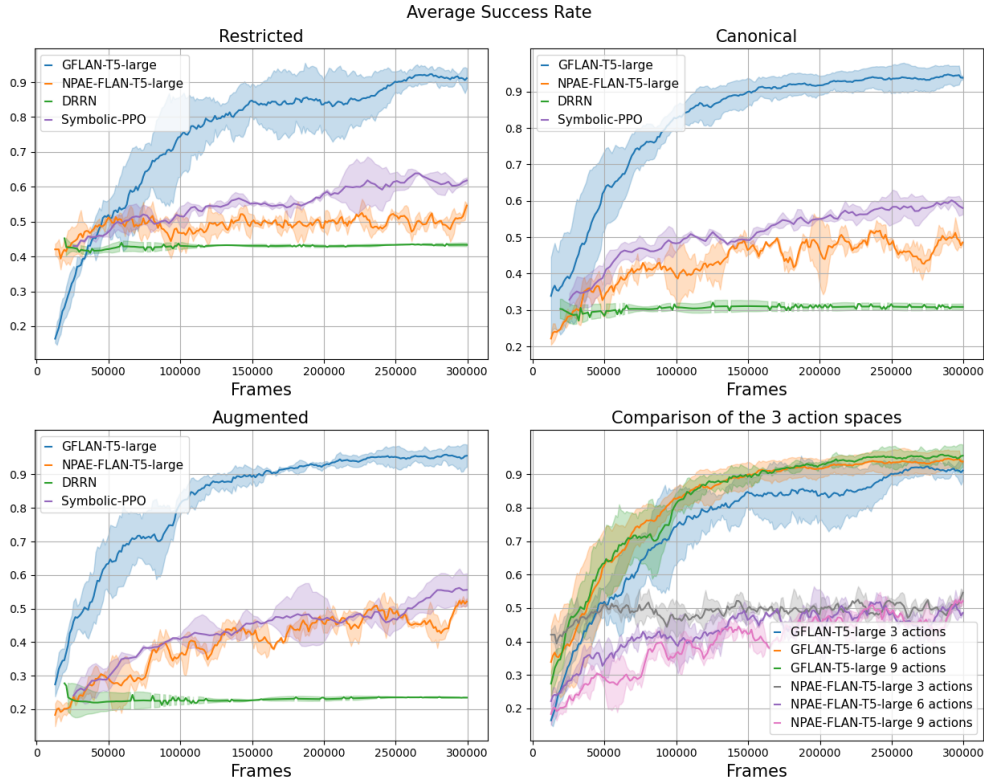 Average Success Rate
Restricted
GFLAN-T5-large
NPAE-FLAN-T5-large
DRRN
Symbolic-PPO
0.9
0.8
0.7
0.6
0.5
0.4
0.3
0.2
0
50000
100000
150000
200000
250000
300000
Frames
Canonical
GFLAN-T5-large
NPAE-FLAN-T5-large
DRRN
Symbolic-PPO
0.9
0.8
0.7
0.6
0.5
0.4
0.3
0.2
0
50000
100000
150000
200000
250000
300000
Frames
Augmented
GFLAN-T5-large
NPAE-FLAN-T5-large
DRRN
Symbolic-PPO
0.9
0.8
0.7
0.6
0.5
0.4
0.3
0.2
0
50000
100000
150000
200000
250000
300000
Frames
Comparison of the 3 action spaces
0.9
0.8
0.7
0.6
0.5
0.4
0.3
0.2
GFLAN-T5-large 3 actions
GFLAN-T5-large 6 actions
GFLAN-T5-large 9 actions
NPAE-FLAN-T5-large 3 actions
NPAE-FLAN-T5-large 6 actions
NPAE-FLAN-T5-large 9 actions
0
50000
100000
150000
200000
250000
300000
Frames